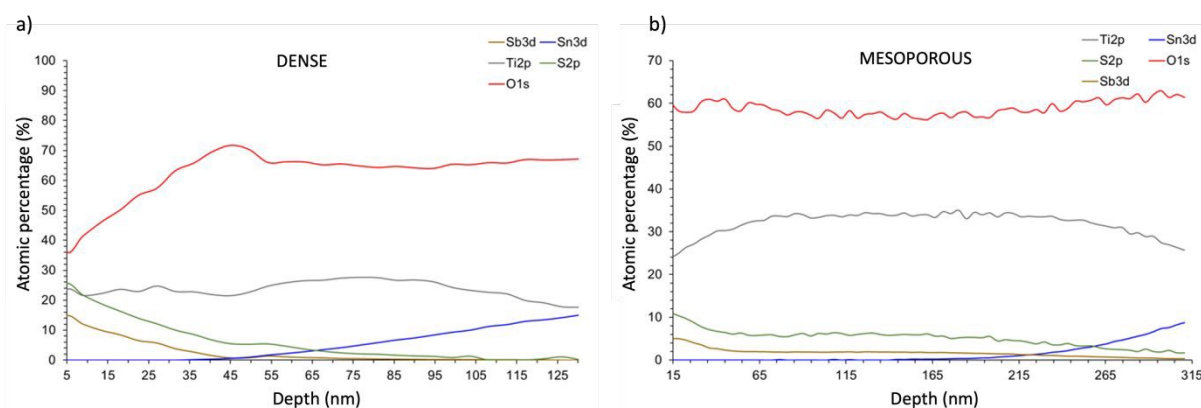 a)
DENSE
Sb3d Sn3d
Ti2p S2p
O1s
Atomic percentage (%)
100
90
80
70
60
50
40
30
20
10
0
5 15 25 35 45 55 65 75 85 95 105 115 125
Depth (nm)
b)
MESOPOROUS
Ti2p Sn3d
S2p O1s
Sb3d
Atomic percentage (%)
70
60
50
40
30
20
10
0
15 65 115 165 215 265 315
Depth (nm)